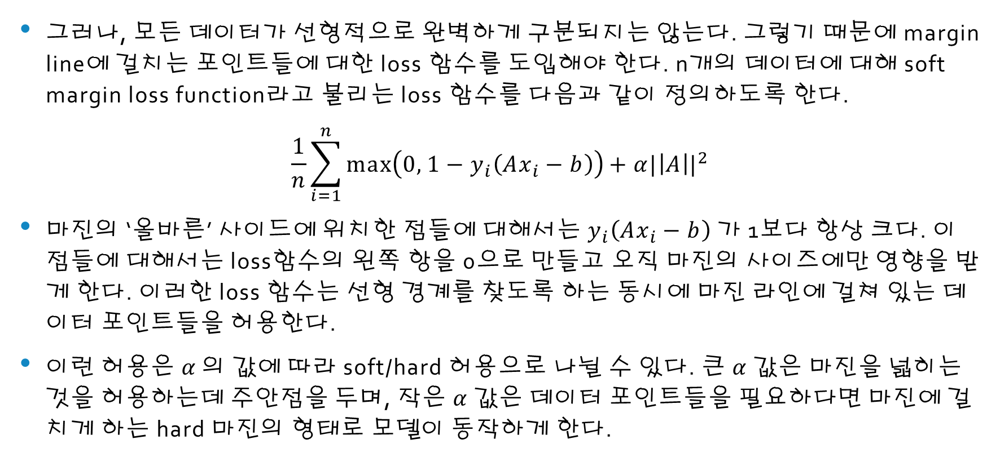 • 그러나, 모든 데이터가 선형적으로 완벽하게 구분되지는 않는다. 그렇기 때문에 margin
line에 걸치는 포인트들에 대한 loss 함수를 도입해야 한다. n개의 데이터에 대해 soft
margin loss function라고 불리는 loss 함수를 다음과 같이 정의하도록 한다.
$\frac{1}{n}\sum_{i=1}^{n} \max(0, 1 - y_i(Ax_i - b)) + \alpha||A||^2$
• 마진의 ‘올바른’ 사이드에 위치한 점들에 대해서는 $y_i(Ax_i - b)$ 가 1보다 항상 크다. 이
점들에 대해서는 loss함수의 왼쪽 항을 0으로 만들고 오직 마진의 사이즈에만 영향을 받
게 한다. 이러한 loss 함수는 선형 경계를 찾도록 하는 동시에 마진 라인에 걸쳐 있는 데
이터 포인트들을 허용한다.
• 이런 허용은 α 의 값에 따라 soft/hard 허용으로 나뉠 수 있다. 큰 α 값은 마진을 넓히는
것을 허용하는데 주안점을 두며, 작은 α 값은 데이터 포인트들을 필요하다면 마진에 걸
치게 하는 hard 마진의 형태로 모델이 동작하게 한다.